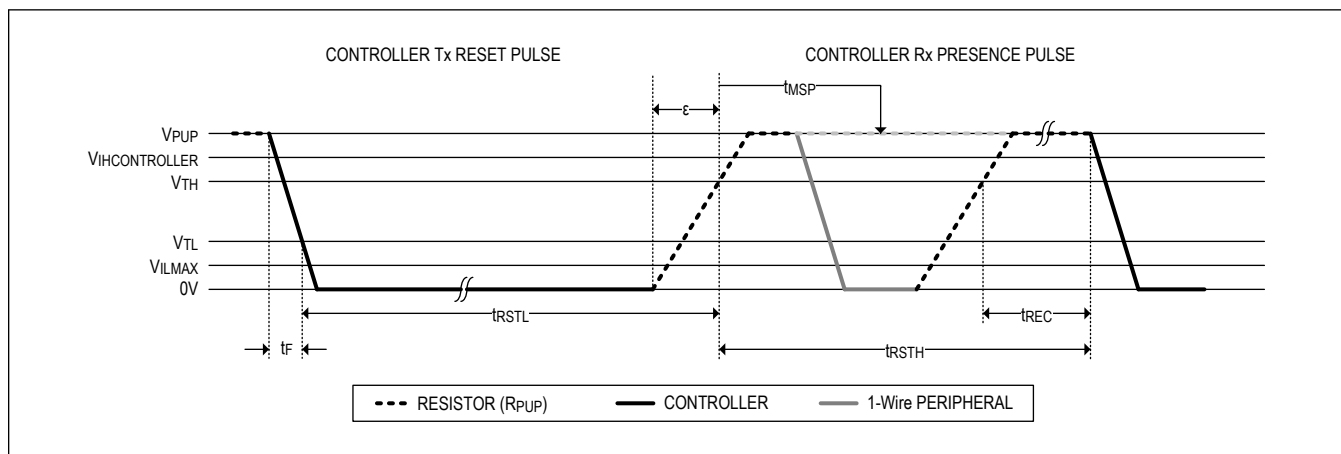 CONTROLLER Tx RESET PULSE
CONTROLLER Rx PRESENCE PULSE
tMSP
ε
VPUP
VIHCONTROLLER
VTH
VTL
VILMAX
0V
tRSTL
tREC
tF
tRSTH
RESISTOR (RPUP)
CONTROLLER
1-Wire PERIPHERAL